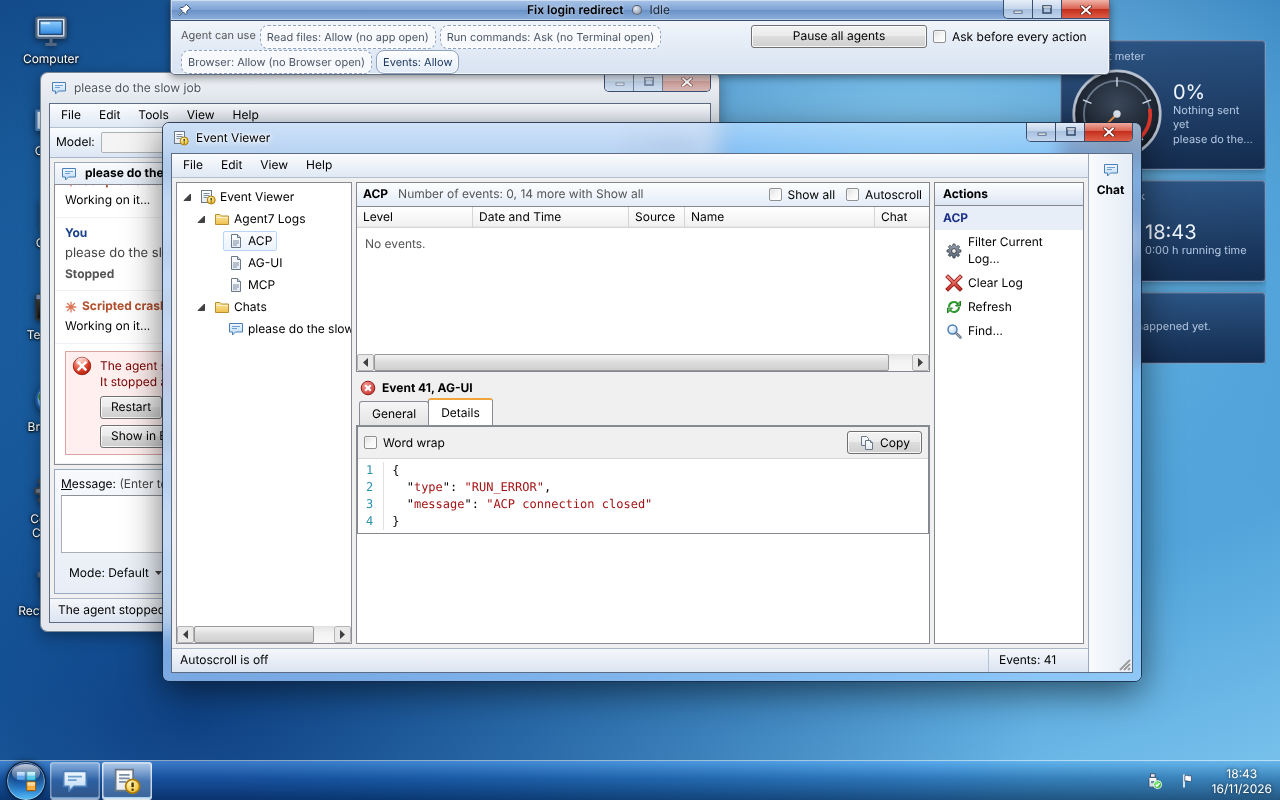 Fix login redirect Idle
Agent can use Read files: Allow (no app open) Run commands: Ask (no Terminal open) Pause all agents Ask before every action
Browser: Allow (no Browser open) Events: Allow
Computer
please do the slow job
File Edit Tools View Help
Model:
please do the
Working on it...
You
please do the sl
Stopped
Scripted crash
Working on it...
The agent
It stopped
Restart
Show in E
Message: (Enter to
Mode: Default
The agent stopped
Event Viewer
File Edit View Help
Event Viewer
Agent7 Logs
ACP
AG-UI
MCP
Chats
please do the slow
ACP Number of events: 0, 14 more with Show all Show all Autoscroll
Level Date and Time Source Name Chat
No events.
Event 41, AG-UI
General Details
Word wrap Copy
1 {
2 "type": "RUN_ERROR",
3 "message": "ACP connection closed"
4 }
Actions
ACP
Filter Current
Log...
Clear Log
Refresh
Find...
Chat
Autoscroll is off Events: 41
meter
0%
Nothing sent
yet
please do the...
18:43
0:00 h running time
appened yet.
18:43
16/11/2026